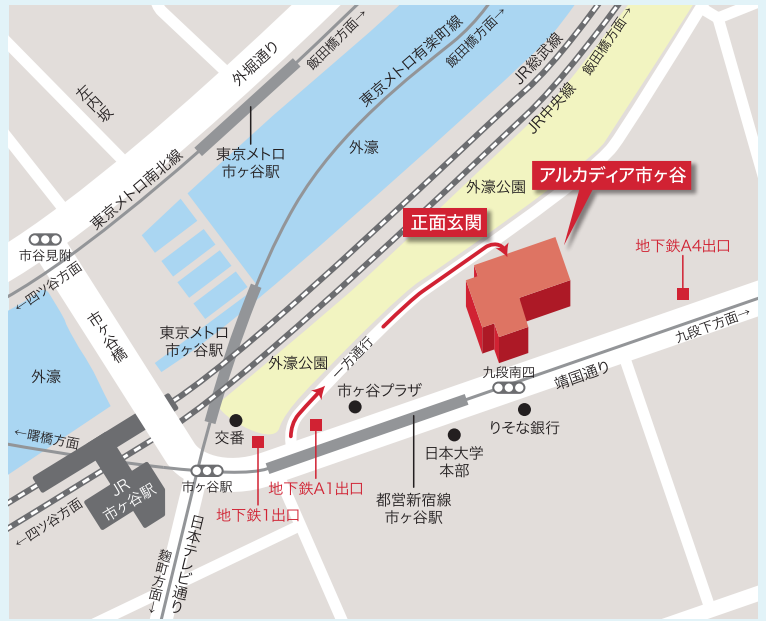 外堀通り
飯田橋方面→
東京メトロ有楽町線
飯田橋方面→
JR総武線
飯田橋方面→
JR中央線
左内坂
東京メトロ
市ヶ谷駅
外濠
東京メトロ南北線
外濠公園
アルカディア市ヶ谷
正面玄関
地下鉄A4出口
市谷見附
←四ツ谷方面
市ヶ谷橋
東京メトロ
市ヶ谷駅
外濠
外濠公園
一方通行
九段下方面→
九段南四
靖国通り
市ヶ谷プラザ
りそな銀行
←曙橋方面
交番
日本大学
本部
JR
市ヶ谷駅
市ヶ谷駅
地下鉄A1出口
地下鉄1出口
都営新宿線
市ヶ谷駅
←四ツ谷方面
日本テレビ通り
麹町方面→